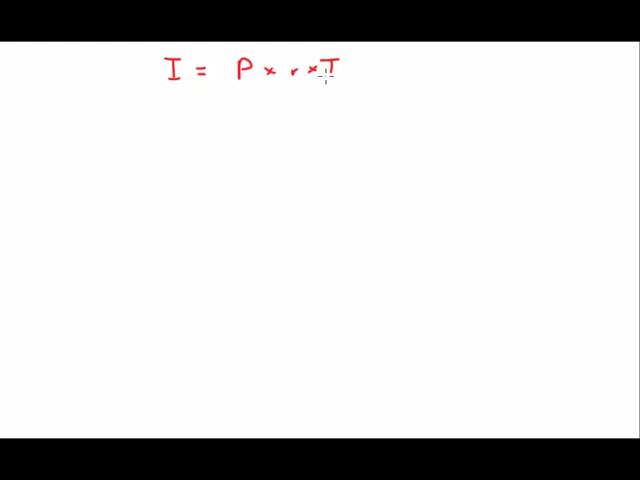 I = P × r × T